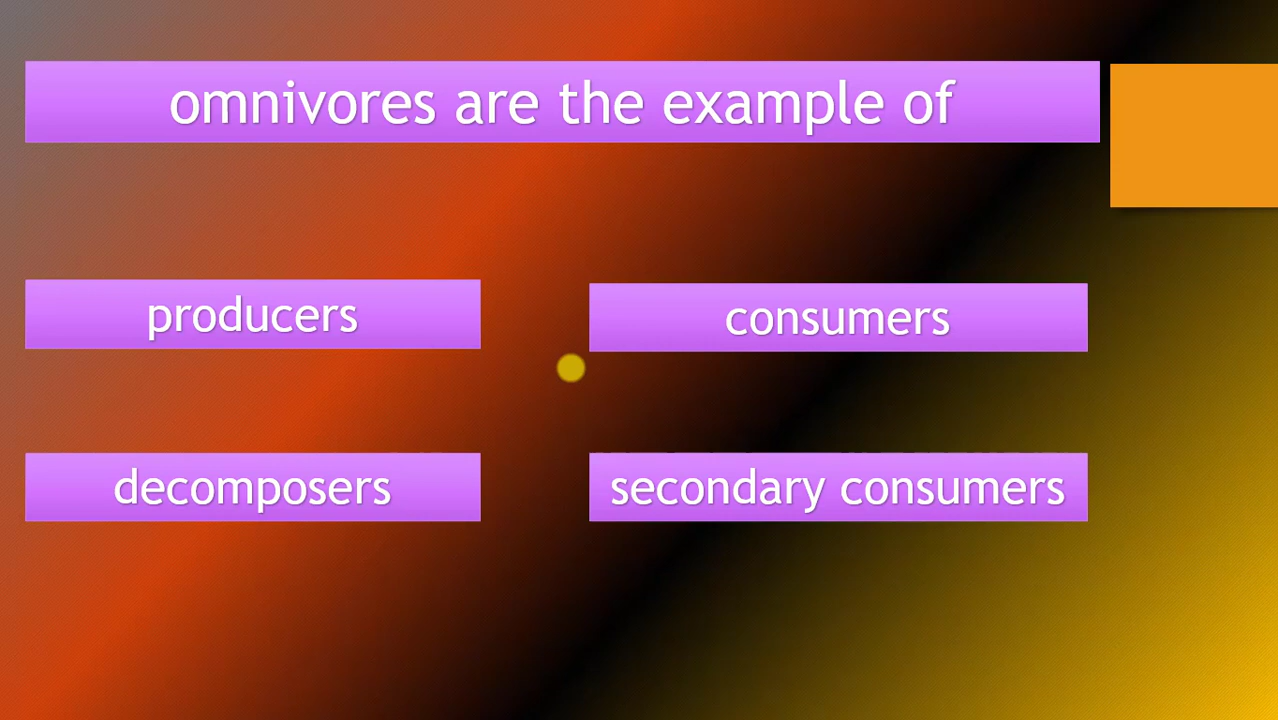 omnivores are the example of
producers
consumers
decomposers
secondary consumers